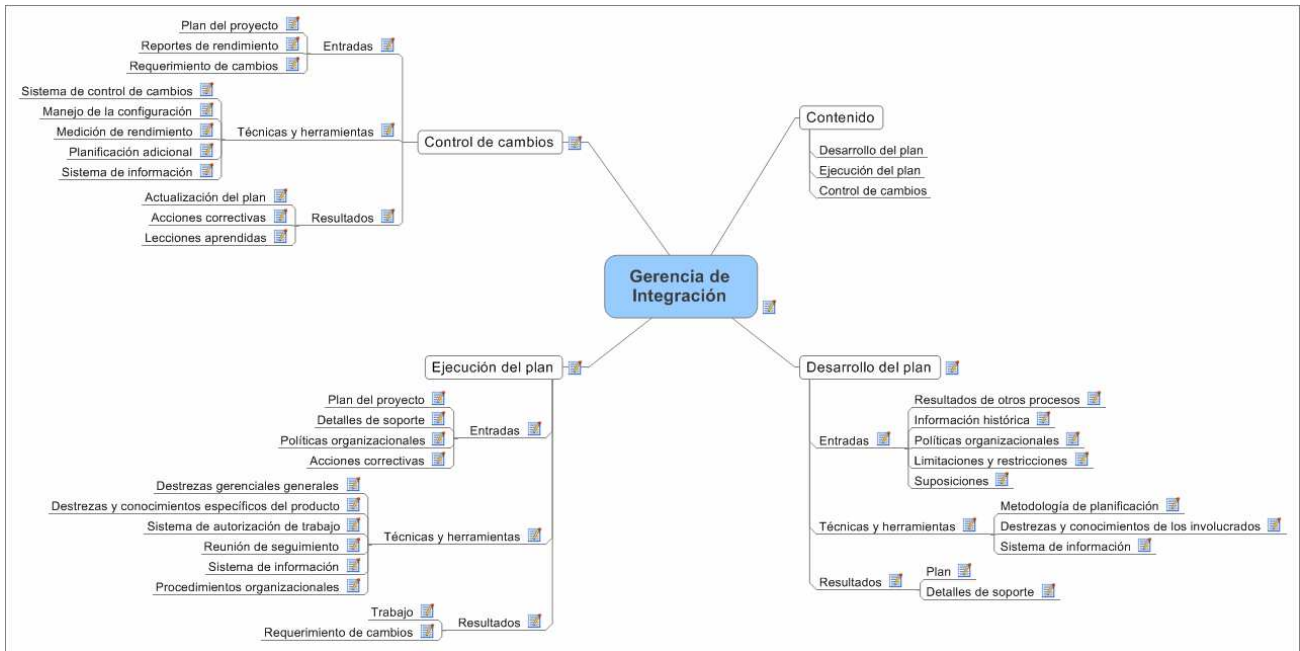 Gerencia de
Integración
Contenido
Desarrollo del plan
Ejecución del plan
Control de cambios
Desarrollo del plan
Entradas
Resultados de otros procesos
Información histórica
Políticas organizacionales
Limitaciones y restricciones
Suposiciones
Técnicas y herramientas
Metodología de planificación
Destrezas y conocimientos de los involucrados
Sistema de información
Resultados
Plan
Detalles de soporte
Ejecución del plan
Entradas
Plan del proyecto
Detalles de soporte
Políticas organizacionales
Acciones correctivas
Técnicas y herramientas
Destrezas gerenciales generales
Destrezas y conocimientos específicos del producto
Sistema de autorización de trabajo
Reunión de seguimiento
Sistema de información
Procedimientos organizacionales
Resultados
Trabajo
Requerimiento de cambios
Control de cambios
Entradas
Plan del proyecto
Reportes de rendimiento
Requerimiento de cambios
Técnicas y herramientas
Sistema de control de cambios
Manejo de la configuración
Medición de rendimiento
Planificación adicional
Sistema de información
Resultados
Actualización del plan
Acciones correctivas
Lecciones aprendidas